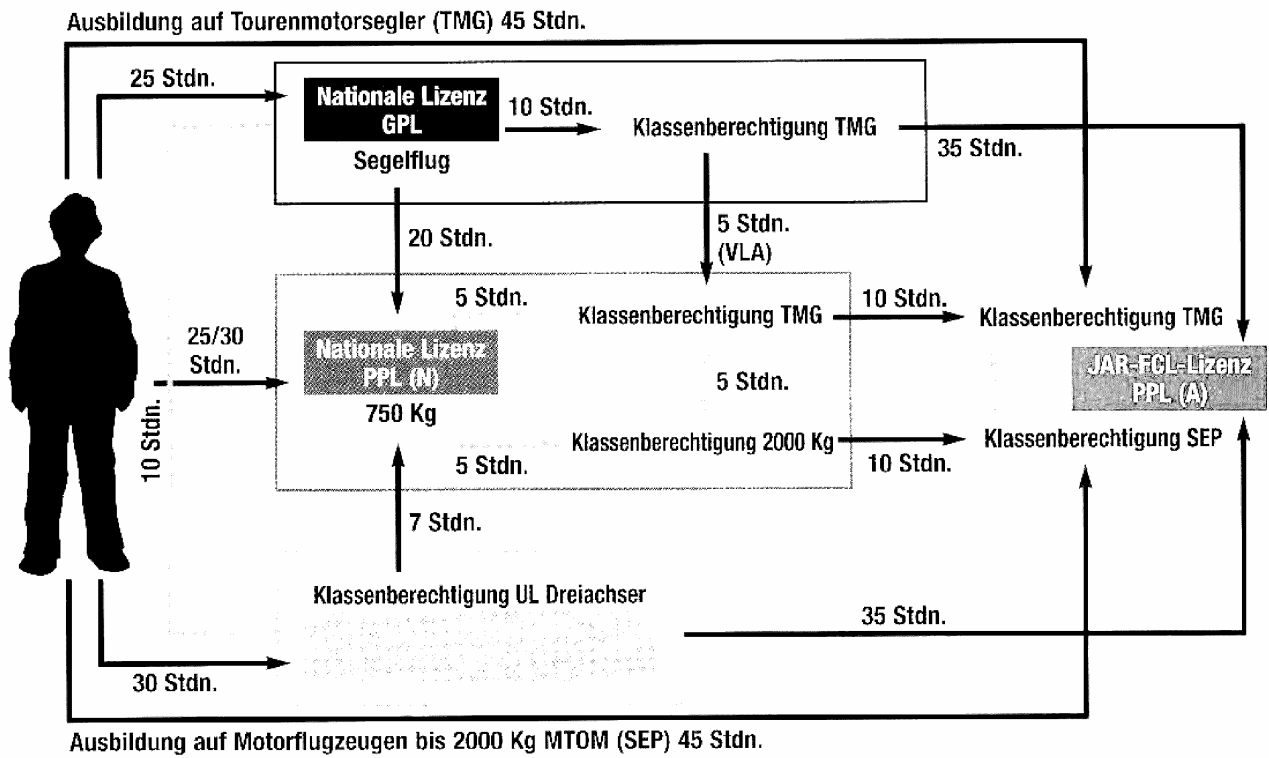 Ausbildung auf Tourenmotorsegler (TMG) 45 Stdn.
25 Stdn.
Nationale Lizenz
GPL
Segelflug
10 Stdn.
Klassenberechtigung TMG
35 Stdn.
20 Stdn.
5 Stdn.
(VLA)
5 Stdn.
Klassenberechtigung TMG
10 Stdn.
Klassenberechtigung TMG
25/30
Stdn.
Nationale Lizenz
PPL (N)
750 Kg
5 Stdn.
JAR-FCL-Lizenz
PPL (A)
10 Stdn.
5 Stdn.
Klassenberechtigung 2000 Kg
10 Stdn.
Klassenberechtigung SEP
7 Stdn.
Klassenberechtigung UL Dreiachser
35 Stdn.
30 Stdn.
Ausbildung auf Motorflugzeugen bis 2000 Kg MTOM (SEP) 45 Stdn.